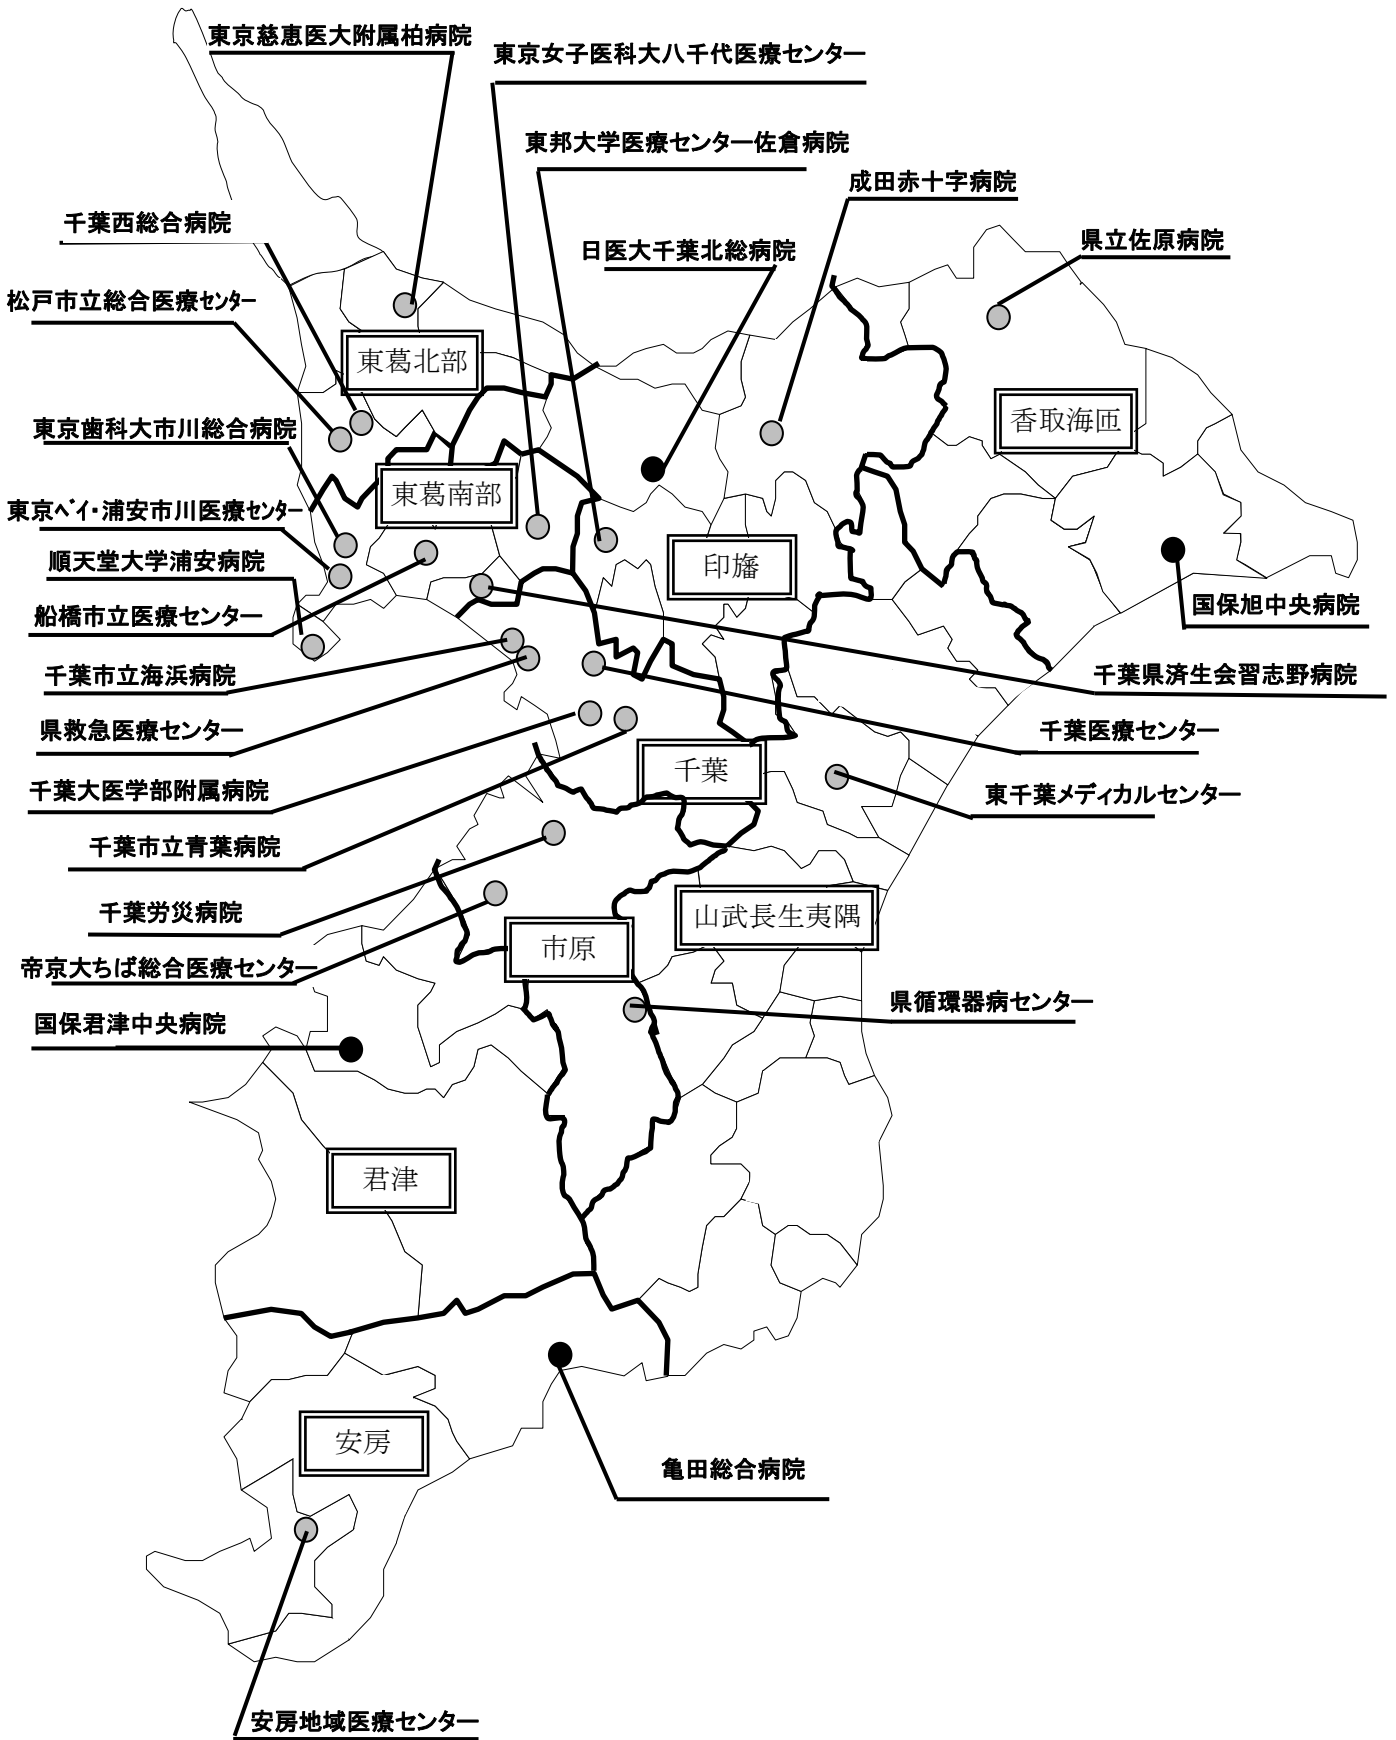 東京慈恵医大附属柏病院
東京女子医科大八千代医療センター
東邦大学医療センター佐倉病院
成田赤十字病院
千葉西総合病院
日医大千葉北総病院
県立佐原病院
松戸市立総合医療センター
東葛北部
香取海匝
東京歯科大市川総合病院
東葛南部
東京ベイ・浦安市川医療センター
順天堂大学浦安病院
印旛
国保旭中央病院
船橋市立医療センター
千葉市立海浜病院
千葉県済生会習志野病院
県救急医療センター
千葉医療センター
千葉
千葉大医学部附属病院
東千葉メディカルセンター
千葉市立青葉病院
千葉労災病院
山武長生夷隅
市原
帝京大ちば総合医療センター
県循環器病センター
国保君津中央病院
君津
安房
亀田総合病院
安房地域医療センター